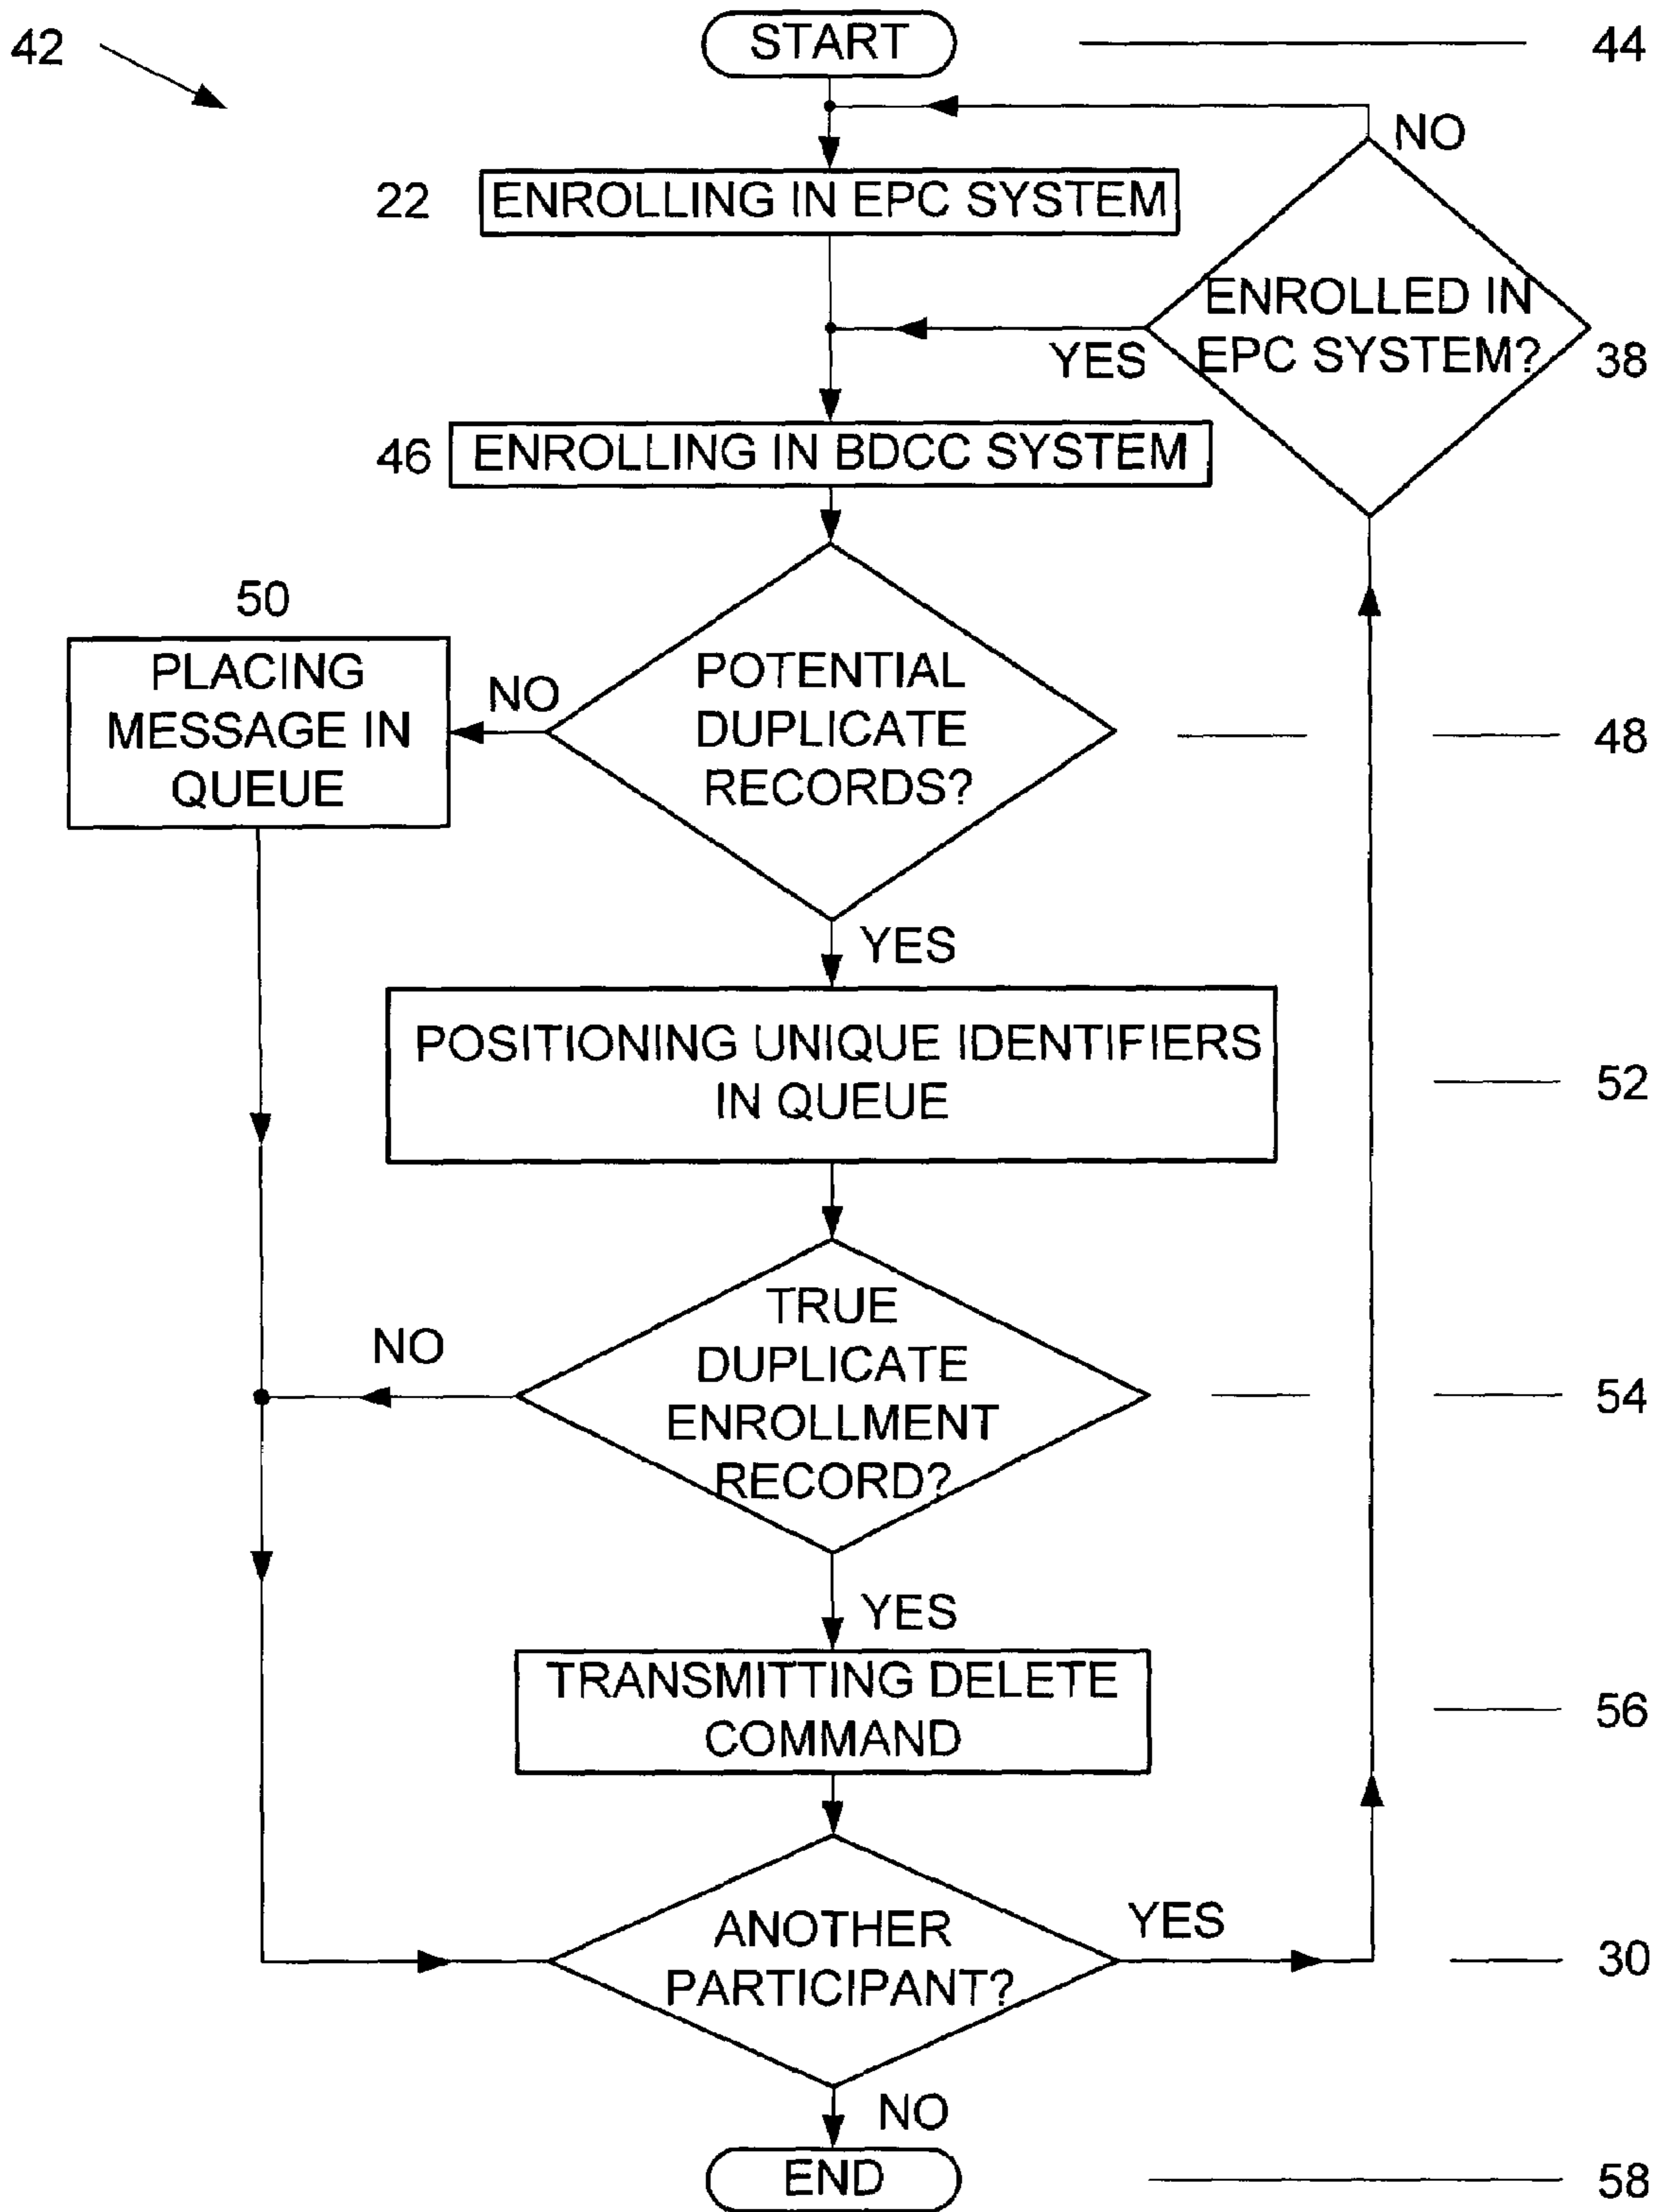 42
START
44
NO
22
ENROLLING IN EPC SYSTEM
ENROLLED IN
EPC SYSTEM?
38
YES
46
ENROLLING IN BDCC SYSTEM
50
PLACING
MESSAGE IN
QUEUE
NO
POTENTIAL
DUPLICATE
RECORDS?
48
YES
POSITIONING UNIQUE IDENTIFIERS
IN QUEUE
52
NO
TRUE
DUPLICATE
ENROLLMENT
RECORD?
54
YES
TRANSMITTING DELETE
COMMAND
56
ANOTHER
PARTICIPANT?
YES
30
NO
END
58